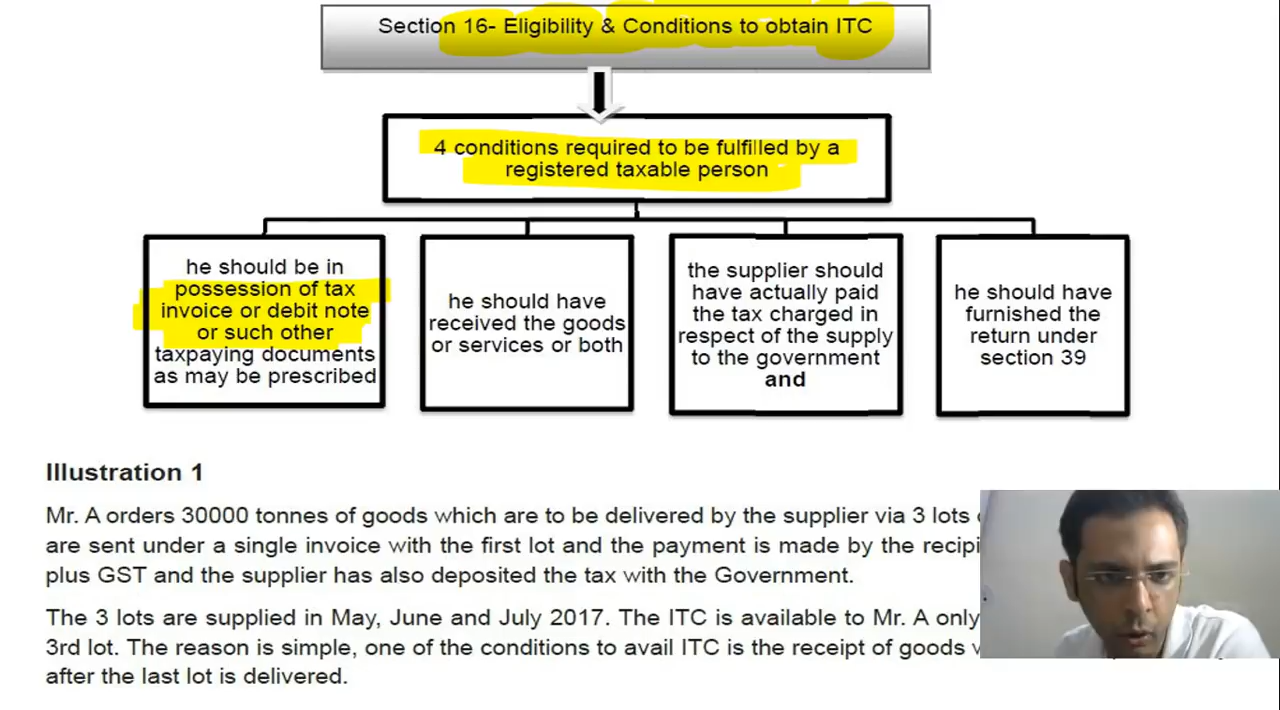 Section 16- Eligibility & Conditions to obtain ITC
4 conditions required to be fulfilled by a
registered taxable person
he should be in
possession of tax
invoice or debit note
or such other
taxpaying documents
as may be prescribed
he should have
received the goods
or services or both
the supplier should
have actually paid
the tax charged in
respect of the supply
to the government
and
he should have
furnished the
return under
section 39
Illustration 1
Mr. A orders 30000 tonnes of goods which are to be delivered by the supplier via 3 lots
are sent under a single invoice with the first lot and the payment is made by the
plus GST and the supplier has also deposited the tax with the Government.
The 3 lots are supplied in May, June and July 2017. The ITC is available to Mr. A only
3rd lot. The reason is simple, one of the conditions to avail ITC is the receipt of goods
after the last lot is delivered.